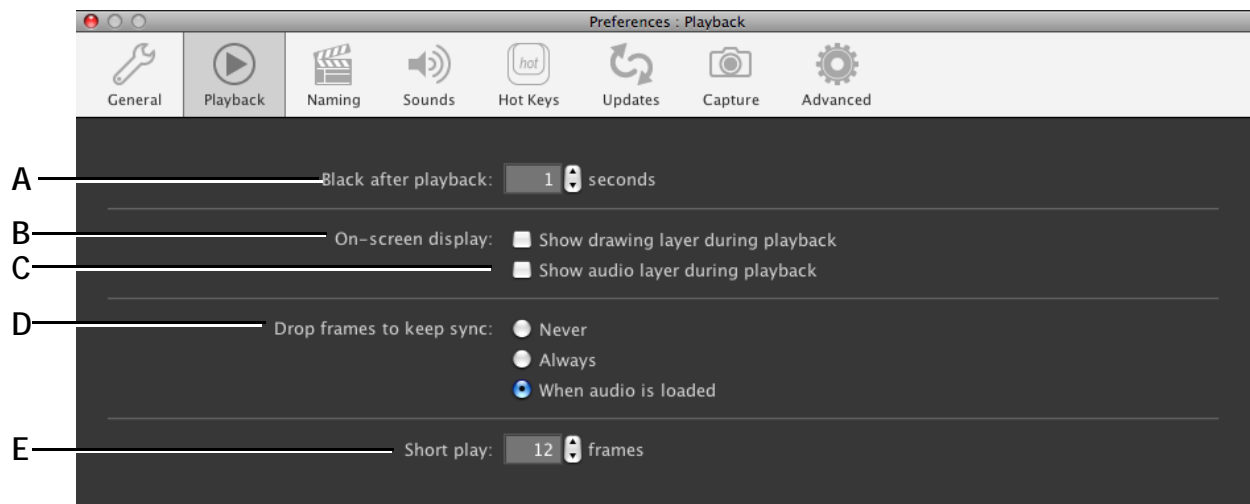 Preferences : Playback
General Playback Naming Sounds hot Hot Keys Updates Capture Advanced
A Black after playback: 1 seconds
B On-screen display: Show drawing layer during playback
C Show audio layer during playback
D Drop frames to keep sync: Never
Always
When audio is loaded
E Short play: 12 frames